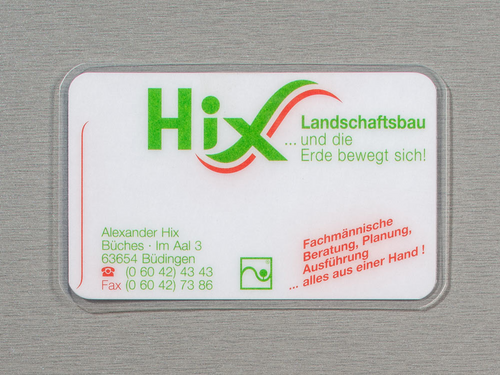 Hix
Landschaftsbau
... und die
Erde bewegt sich!
Alexander Hix
Büches · Im Aal 3
63654 Büdingen
☎ (0 60 42) 43 43
Fax (0 60 42) 73 86
Fachmännische
Beratung, Planung,
Ausführung
... alles aus einer Hand !